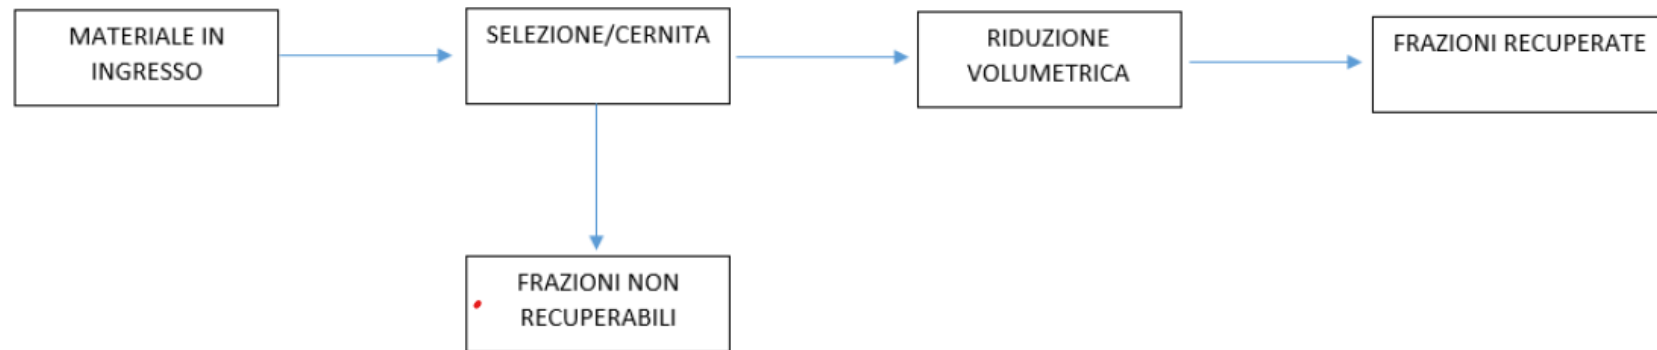 MATERIALE IN
INGRESSO
SELEZIONE/CERNITA
RIDUZIONE
VOLUMETRICA
FRAZIONI RECUPERATE
FRAZIONI NON
RECUPERABILI